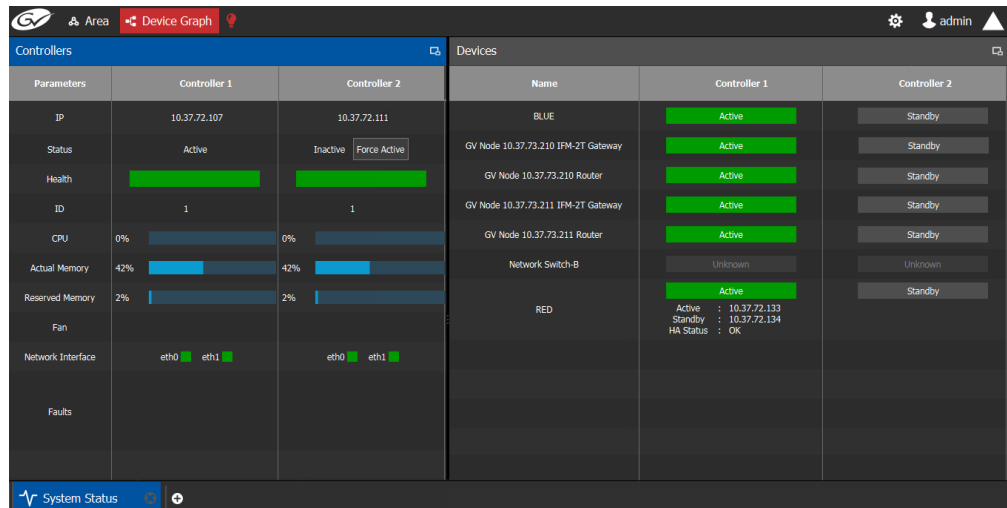 GV Area Device Graph admin
Controllers
Parameters Controller 1 Controller 2
IP 10.37.72.107 10.37.72.111
Status Active Inactive Force Active
Health
ID 1 1
CPU 0% 0%
Actual Memory 42% 42%
Reserved Memory 2% 2%
Fan
Network Interface eth0 eth1 eth0 eth1
Faults
Devices
Name Controller 1 Controller 2
BLUE Active Standby
GV Node 10.37.73.210 IFM-2T Gateway Active Standby
GV Node 10.37.73.210 Router Active Standby
GV Node 10.37.73.211 IFM-2T Gateway Active Standby
GV Node 10.37.73.211 Router Active Standby
Network Switch-B Unknown Unknown
RED Active Standby
Active : 10.37.72.133
Standby : 10.37.72.134
HA Status : OK
System Status